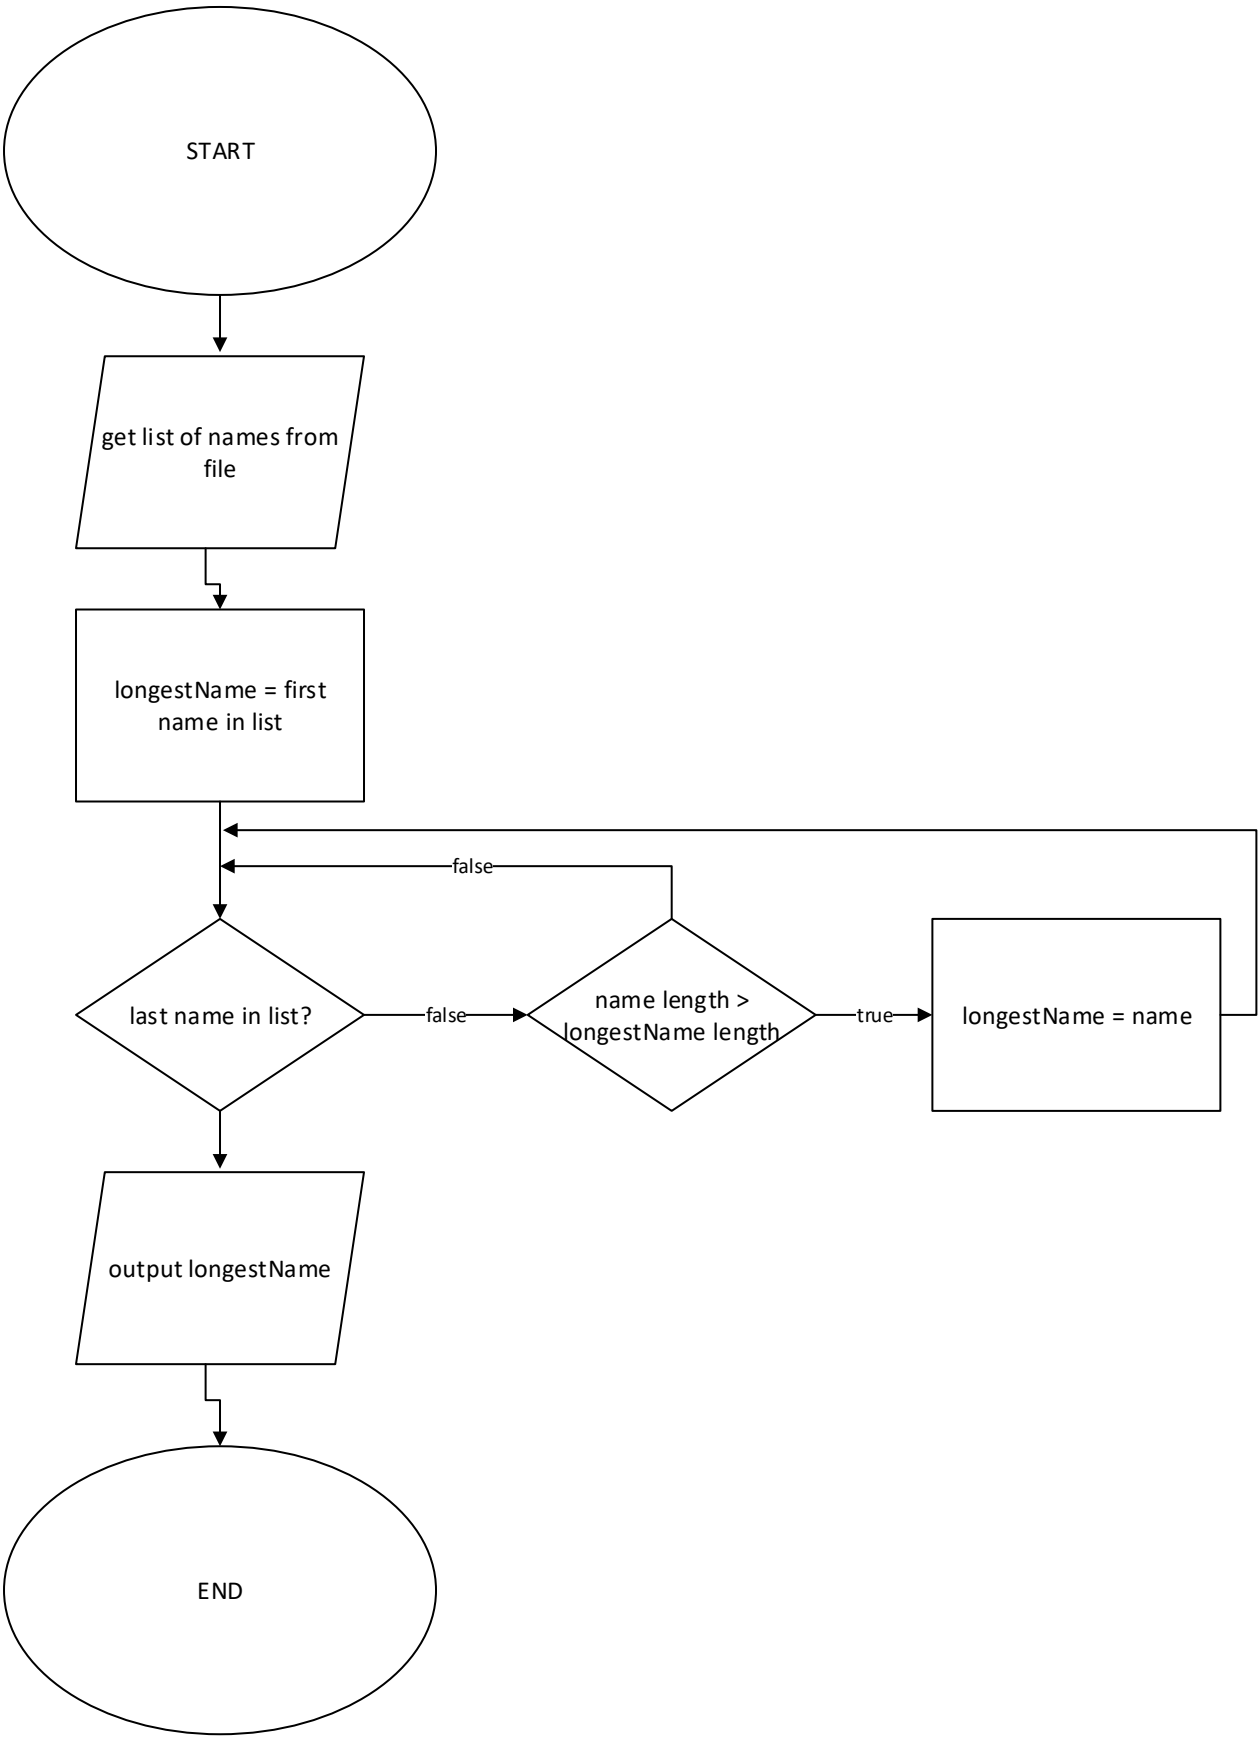 START
get list of names from
file
longestName = first
name in list
false
last name in list?
false
name length >
longestName length
true
longestName = name
output longestName
END